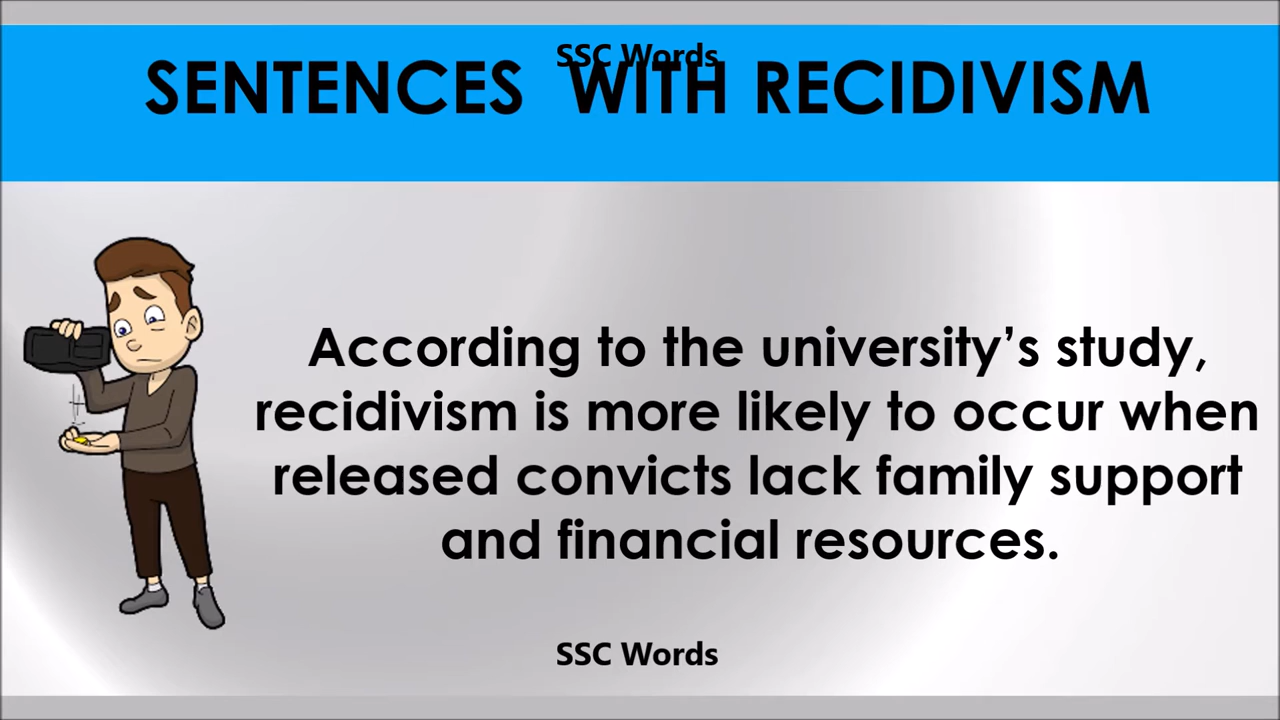 SSC Words
SENTENCES WITH RECIDIVISM
According to the university’s study,
recidivism is more likely to occur when
released convicts lack family support
and financial resources.
SSC Words